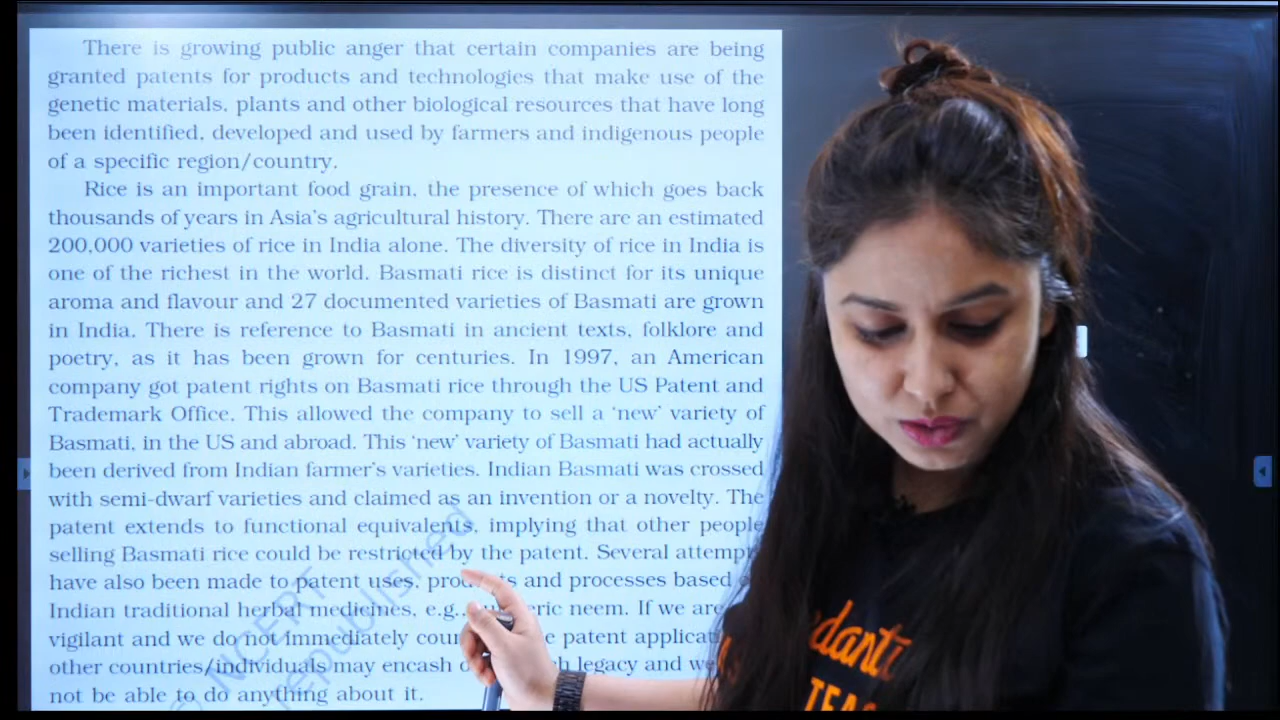 There is growing public anger that certain companies are being
granted patents for products and technologies that make use of the
genetic materials, plants and other biological resources that have long
been identified, developed and used by farmers and indigenous people
of a specific region/country.
Rice is an important food grain, the presence of which goes back
thousands of years in Asia's agricultural history. There are an estimated
200,000 varieties of rice in India alone. The diversity of rice in India is
one of the richest in the world. Basmati rice is distinct for its unique
aroma and flavour and 27 documented varieties of Basmati are grown
in India. There is reference to Basmati in ancient texts, folklore and
poetry, as it has been grown for centuries. In 1997, an American
company got patent rights on Basmati rice through the US Patent and
Trademark Office. This allowed the company to sell a 'new' variety of
Basmati, in the US and abroad. This 'new' variety of Basmati had actually
been derived from Indian farmer's varieties. Indian Basmati was crossed
with semi-dwarf varieties and claimed as an invention or a novelty. The
patent extends to functional equivalents, implying that other people
selling Basmati rice could be restricted by the patent. Several
have also been made to patent uses, and processes based
Indian traditional herbal medicines, e.g., neem. If we are
vigilant and we do not immediately patent
other countries/individuals may encash legacy and we
not be able to do anything about it.
© NCERT
republished